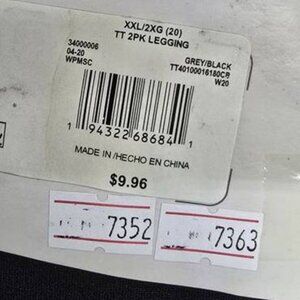 XXL/2XG (20)
TT 2PK LEGGING
34000006 GREY/BLACK
04-20 TT40100016180CB
WPMSC W20
1 94322 68684 1
MADE IN /HECHO EN CHINA
$9.96
7352 7363